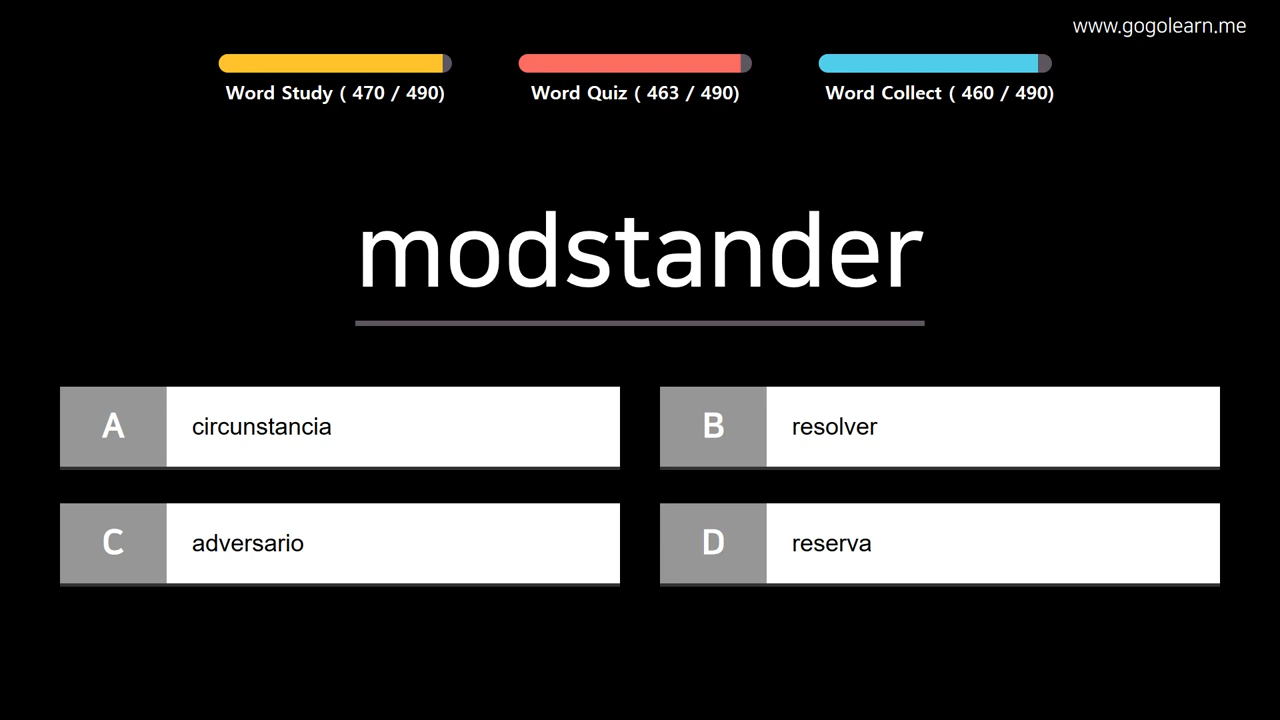 www.gogolearn.me
Word Study ( 470 / 490)
Word Quiz ( 463 / 490)
Word Collect ( 460 / 490)
modstander
A circunstancia
B resolver
C adversario
D reserva